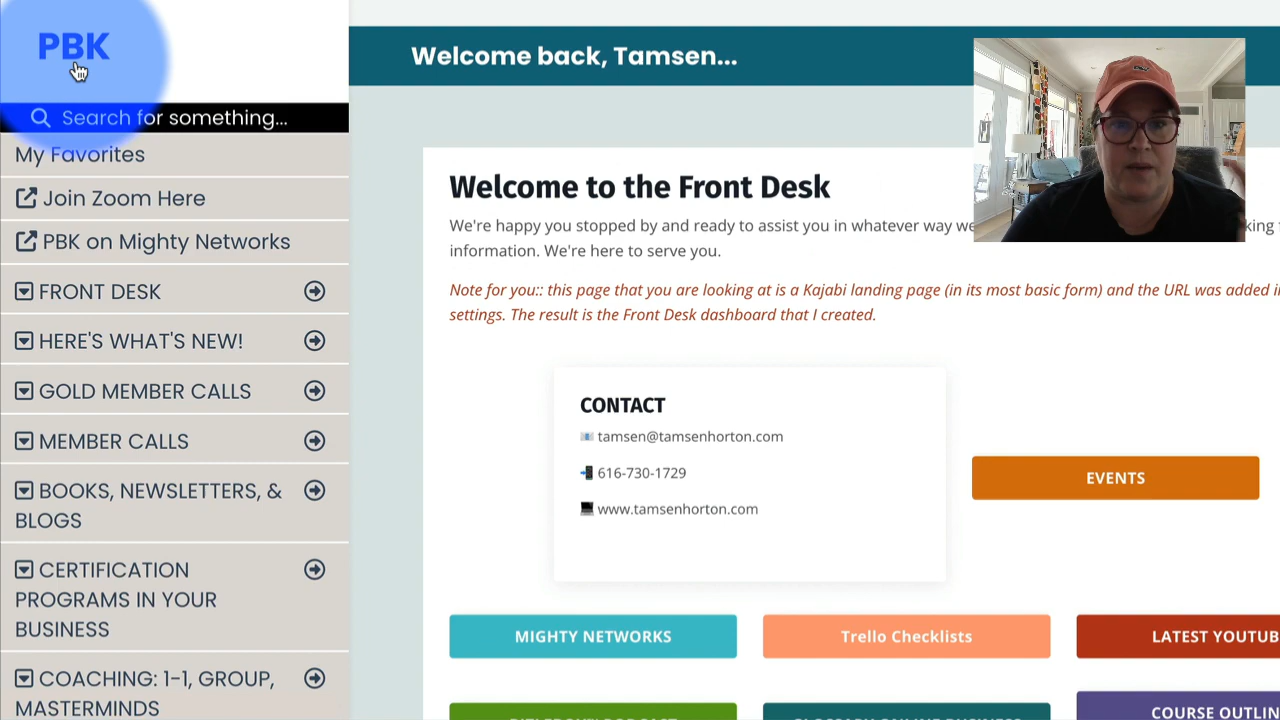 PBK
Search for something...
My Favorites
Join Zoom Here
PBK on Mighty Networks
FRONT DESK
HERE'S WHAT'S NEW!
GOLD MEMBER CALLS
MEMBER CALLS
BOOKS, NEWSLETTERS, &
BLOGS
CERTIFICATION
PROGRAMS IN YOUR
BUSINESS
COACHING: 1-1, GROUP,
MASTERMINDS
Welcome back, Tamsen...
Welcome to the Front Desk
We're happy you stopped by and ready to assist you in whatever way we
information. We're here to serve you.
Note for you:: this page that you are looking at is a Kajabi landing page (in its most basic form) and the URL was added i
settings. The result is the Front Desk dashboard that I created.
CONTACT
tamsen@tamsenhorton.com
616-730-1729
www.tamsenhorton.com
EVENTS
MIGHTY NETWORKS
Trello Checklists
LATEST YOUTUB
COURSE OUTLIN